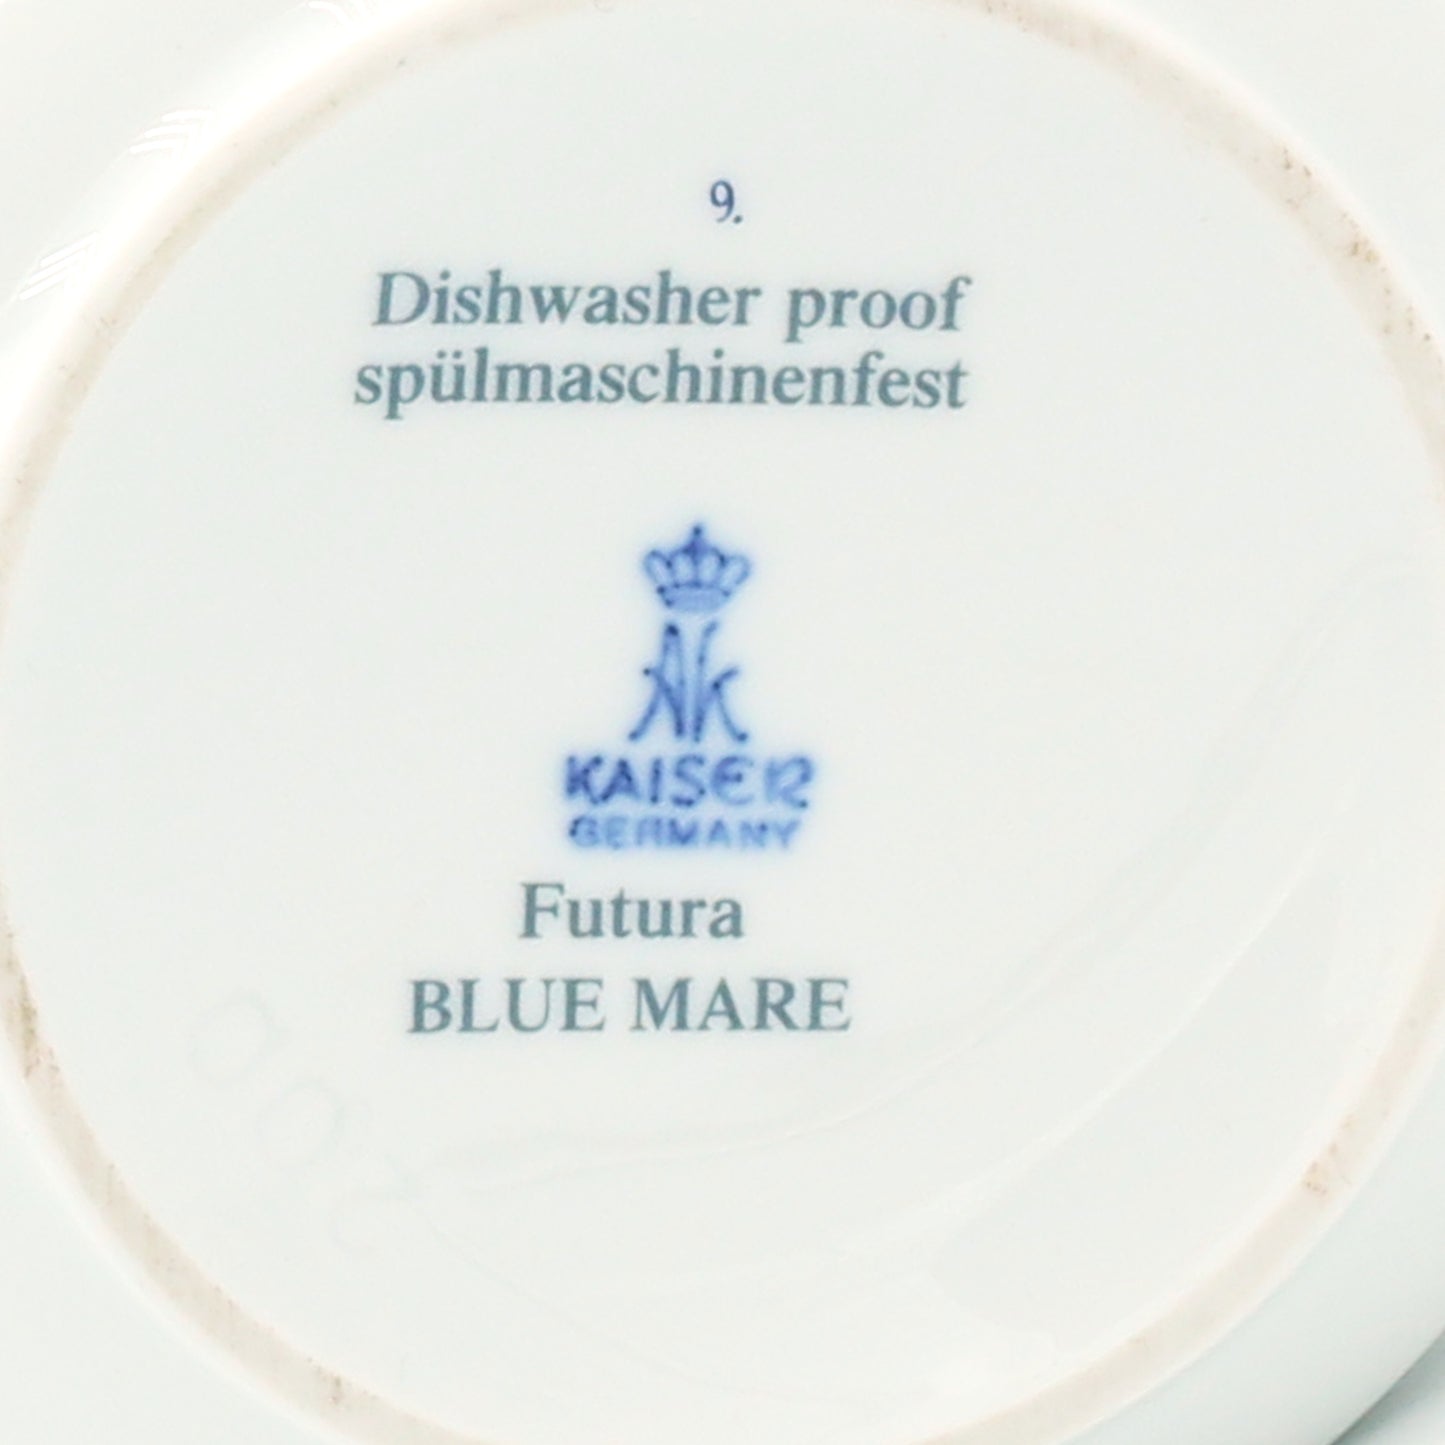 9.
Dishwasher proof
spülmaschinenfest
AK
KAISER
GERMANY
Futura
BLUE MARE